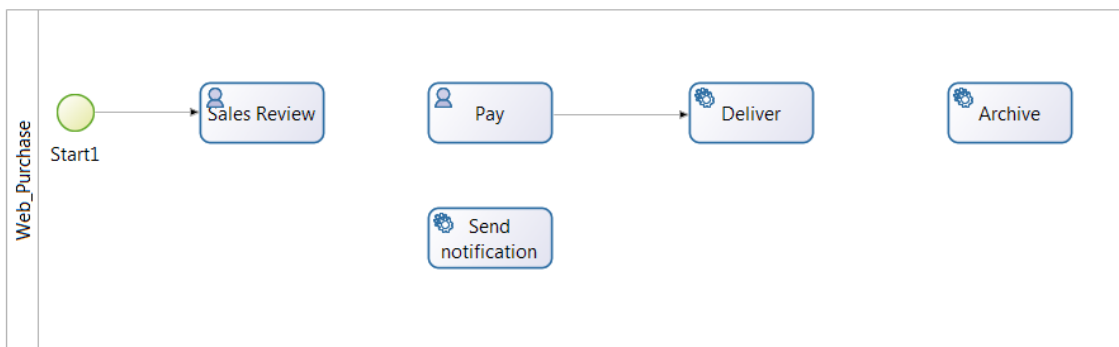 Web_Purchase
Start1
Sales Review
Pay
Deliver
Archive
Send
notification